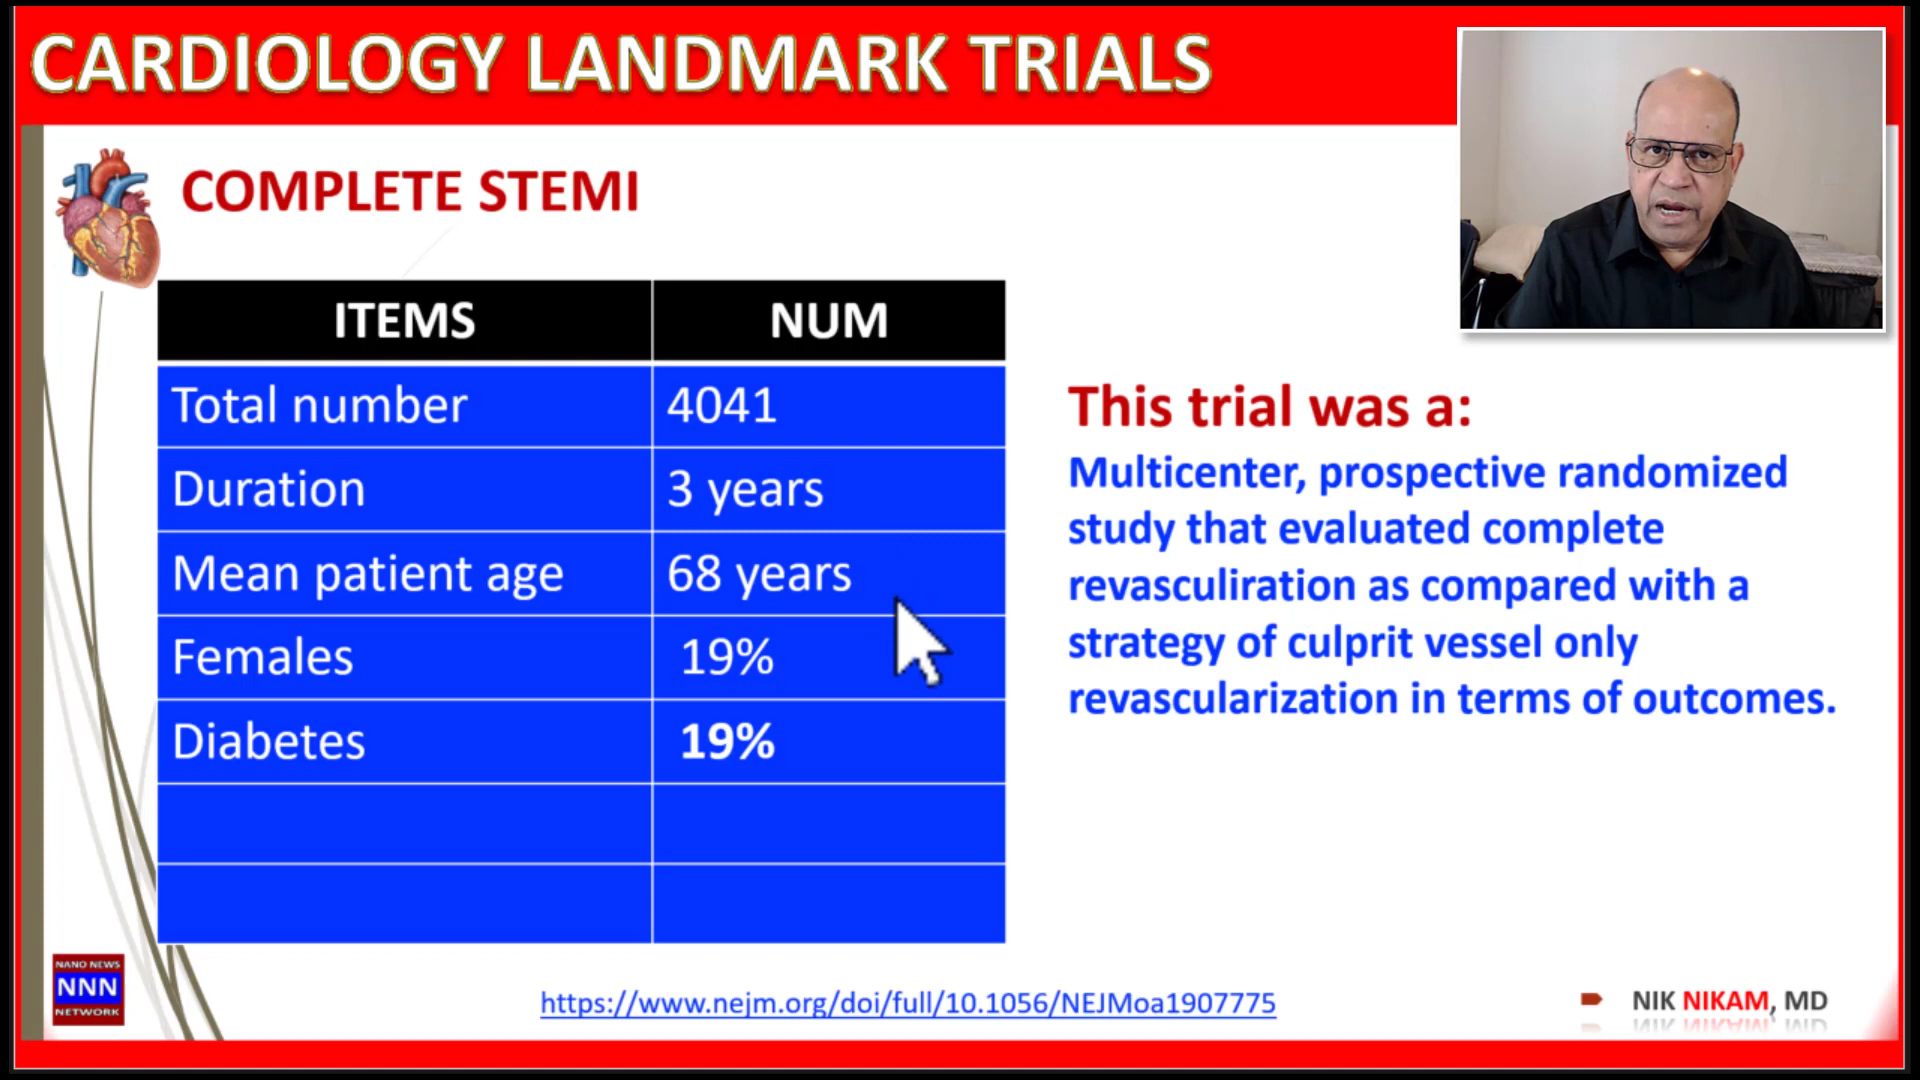 CARDIOLOGY LANDMARK TRIALS
COMPLETE STEMI
ITEMS NUM
Total number 4041
Duration 3 years
Mean patient age 68 years
Females 19%
Diabetes 19%
This trial was a:
Multicenter, prospective randomized
study that evaluated complete
revasculiration as compared with a
strategy of culprit vessel only
revascularization in terms of outcomes.
NANO NEWS
NNN
NETWORK
https://www.nejm.org/doi/full/10.1056/NEJMoa1907775
NIK NIKAM, MD